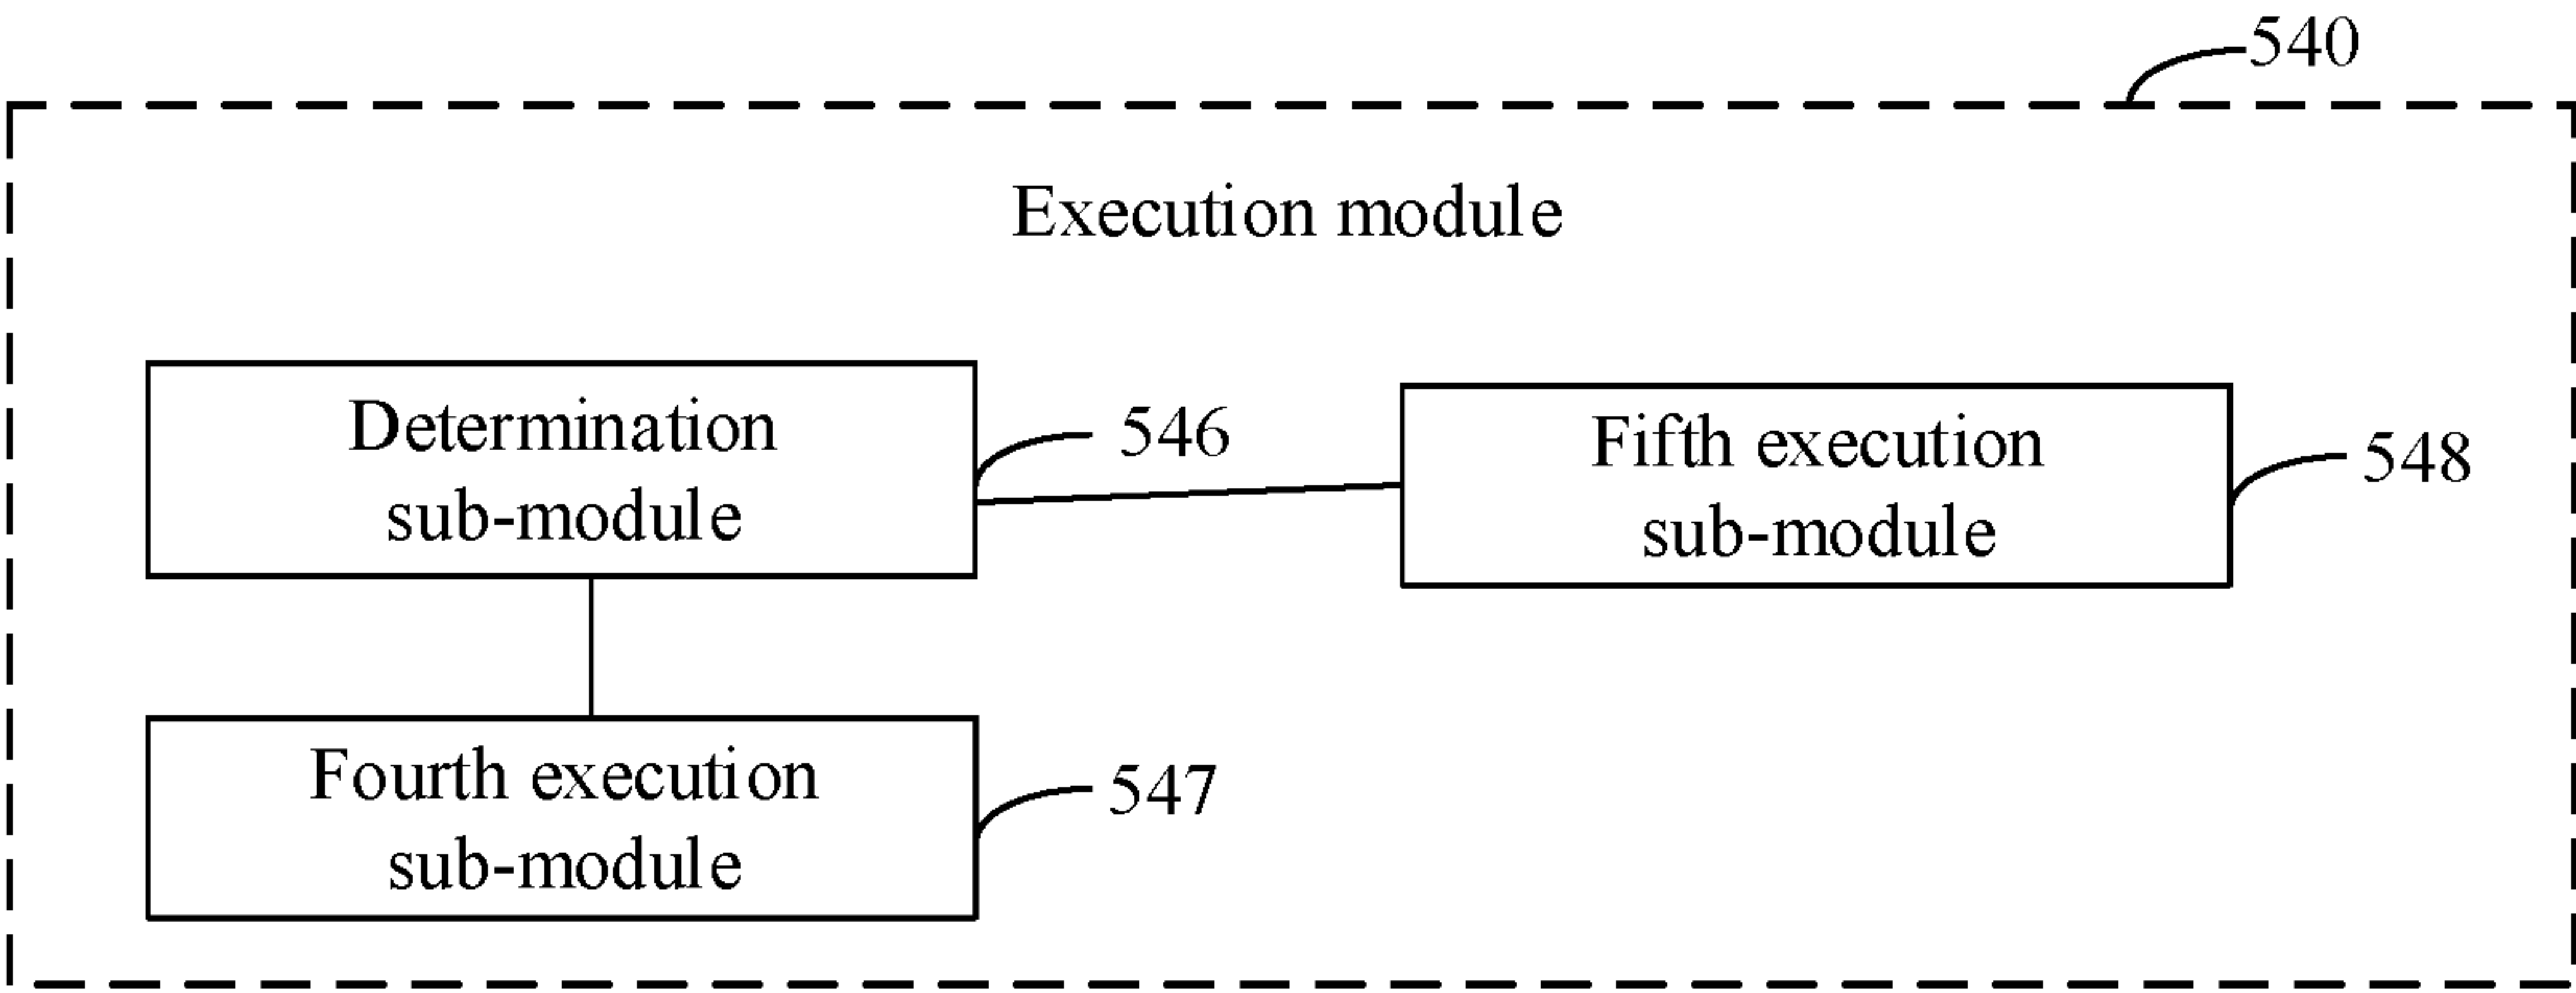 540
Execution module
Determination
sub-module
546
Fifth execution
sub-module
548
Fourth execution
sub-module
547